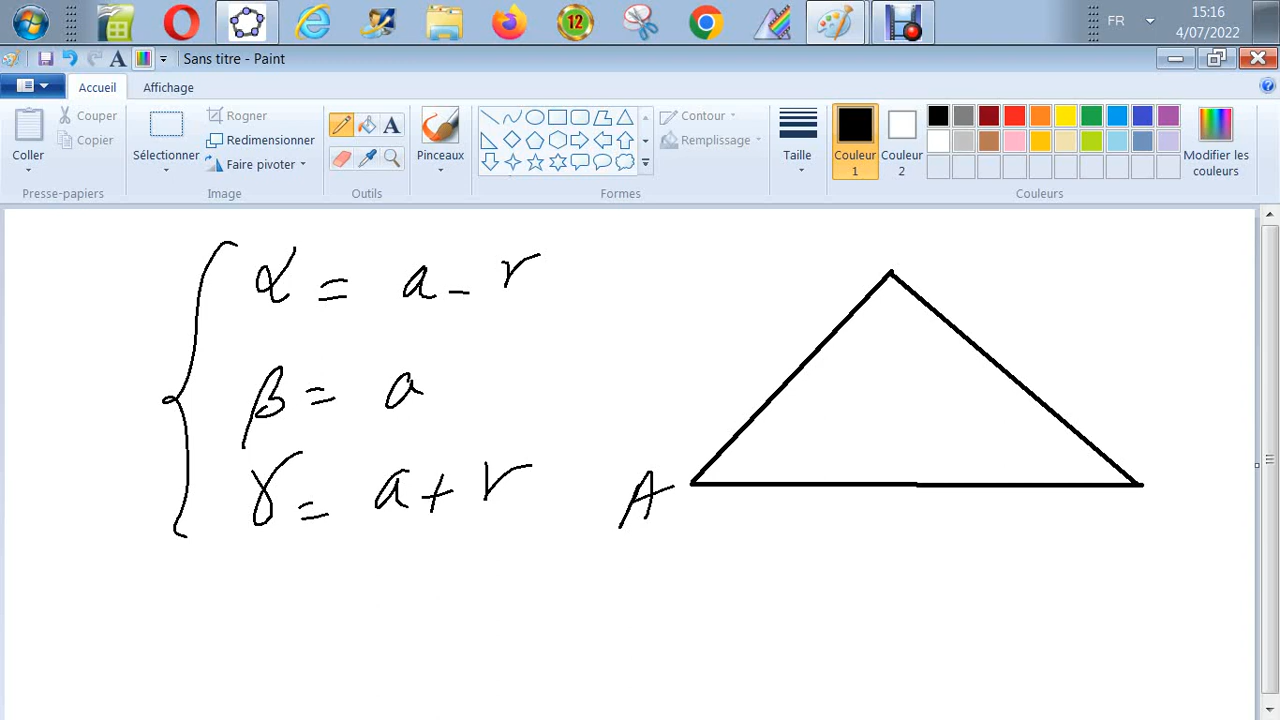 FR
15:16
4/07/2022
12
Sans titre - Paint
Accueil
Affichage
Couper
Copier
Coller
Presse-papiers
Sélectionner
Rogner
Redimensionner
Faire pivoter
Image
Outils
Pinceaux
Contour
Remplissage
Formes
Taille
Couleur
1
Couleur
2
Modifier les
couleurs
Couleurs
α = a - r
β = a
γ = a + r
A